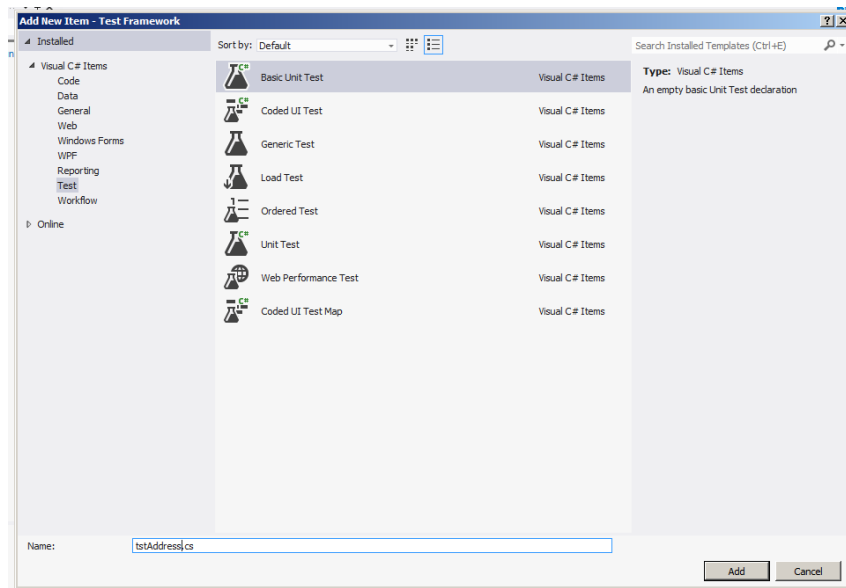 Add New Item - Test Framework
Installed
Sort by: Default
Search Installed Templates (Ctrl+E)
Visual C# Items
Code
Data
General
Web
Windows Forms
WPF
Reporting
Test
Workflow
Online
C# Basic Unit Test Visual C# Items
C# Coded UI Test Visual C# Items
Generic Test Visual C# Items
Load Test Visual C# Items
Ordered Test Visual C# Items
C# Unit Test Visual C# Items
Web Performance Test Visual C# Items
C# Coded UI Test Map Visual C# Items
Type: Visual C# Items
An empty basic Unit Test declaration
Name: tstAddress.cs
Add Cancel